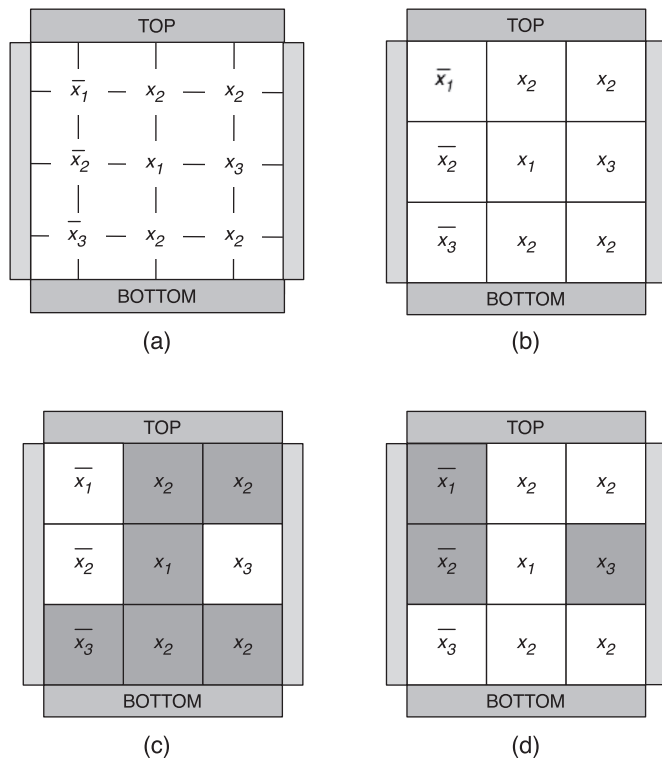 TOP TOP
x̄₁ x₂ x₂ x̄₁ x₂ x₂
x̄₂ x₁ x₃ x̄₂ x₁ x₃
x̄₃ x₂ x₂ x̄₃ x₂ x₂
BOTTOM BOTTOM
(a) (b)
TOP TOP
x̄₁ x₂ x₂ x̄₁ x₂ x₂
x̄₂ x₁ x₃ x̄₂ x₁ x₃
x̄₃ x₂ x₂ x̄₃ x₂ x₂
BOTTOM BOTTOM
(c) (d)